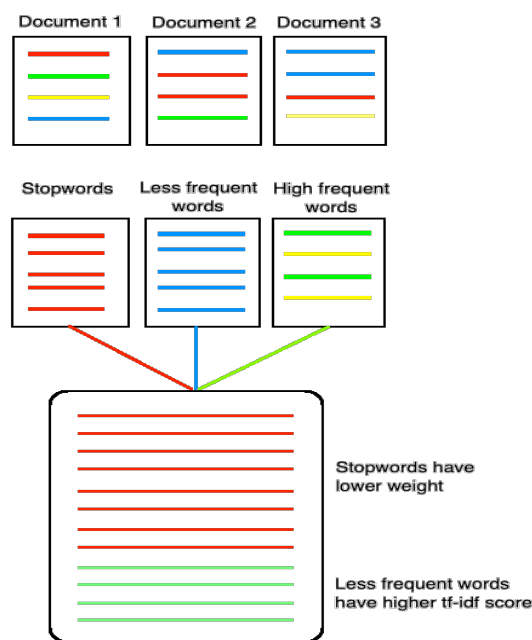 Document 1
Document 2
Document 3
Stopwords
Less frequent
words
High frequent
words
Stopwords have
lower weight
Less frequent words
have higher tf-idf score